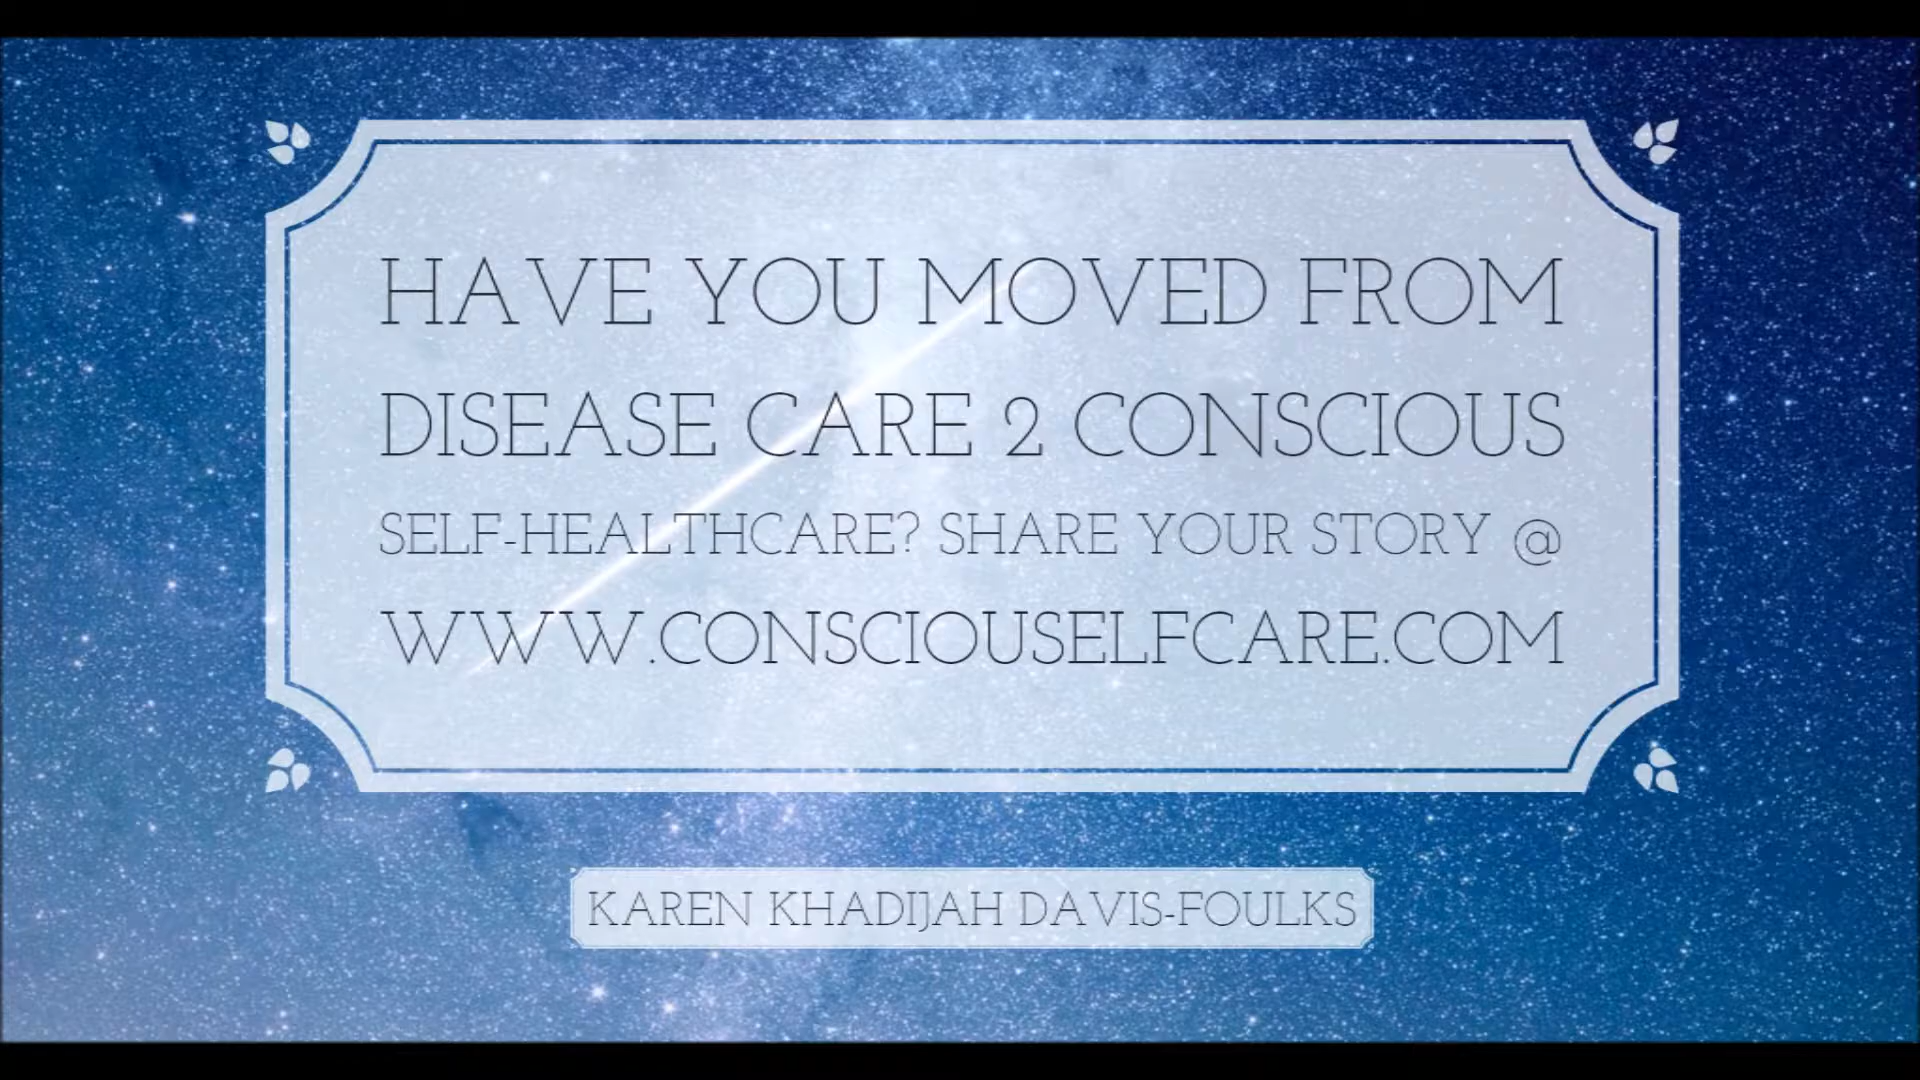 HAVE YOU MOVED FROM
DISEASE CARE 2 CONSCIOUS
SELF-HEALTHCARE? SHARE YOUR STORY @
WWW.CONSCIOUSELFCARE.COM
KAREN KHADIJAH DAVIS-FOULKS